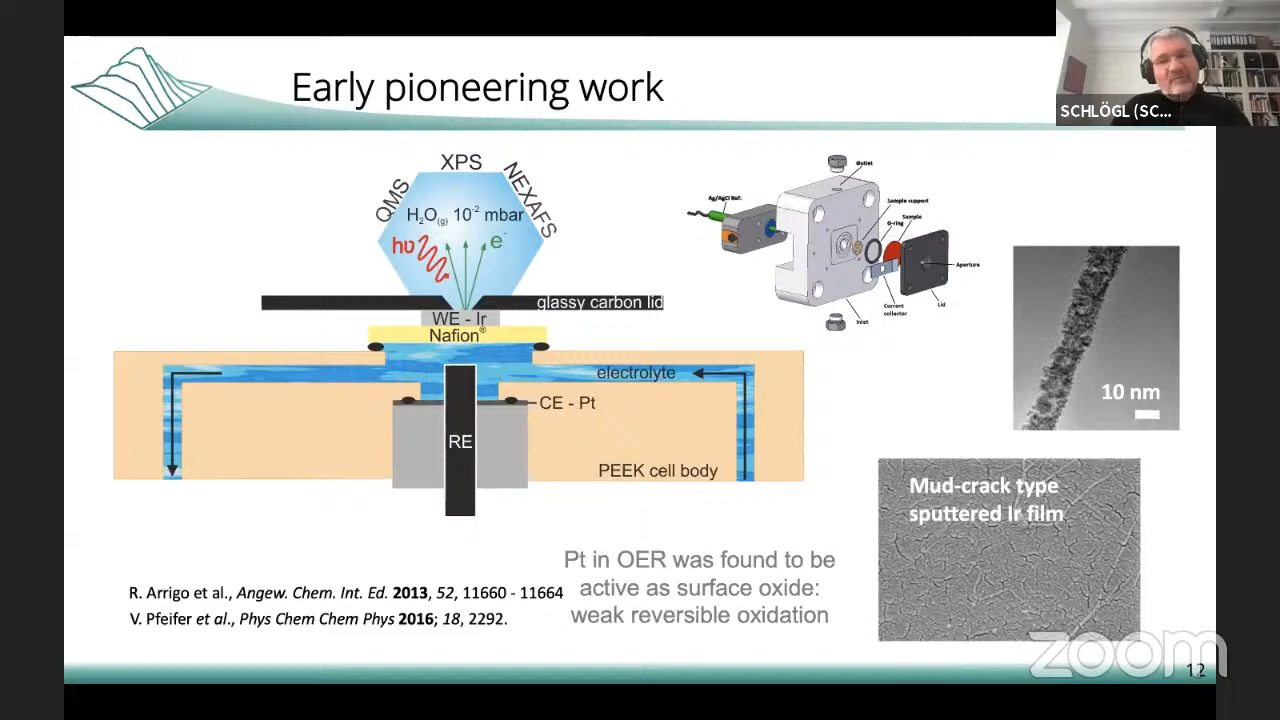 Early pioneering work
SCHLÖGL (SC...
XPS
QMS
NEXAFS
H2O(g) 10-2 mbar
hυ
e-
glassy carbon lid
WE - Ir
Nafion®
electrolyte
CE - Pt
RE
PEEK cell body
Outlet
Ag/AgCl Ref.
Sample support
O-ring
Sample
Aperture
Current
collector
Lid
Inlet
10 nm
Mud-crack type
sputtered Ir film
Pt in OER was found to be
active as surface oxide:
weak reversible oxidation
R. Arrigo et al., Angew. Chem. Int. Ed. 2013, 52, 11660 - 11664
V. Pfeifer et al., Phys Chem Chem Phys 2016; 18, 2292.
zoom
12